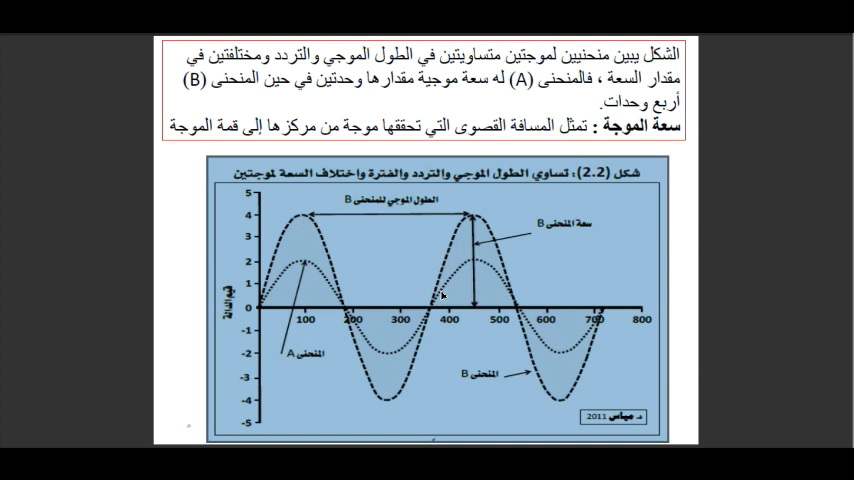 الشكل يبين منحنيين لموجتين متساويتين في الطول الموجي والتردد ومختلفتين في
مقدار السعة ، فالمنحنى (A) له سعة موجية مقدارها وحدتين في حين المنحنى (B)
أربع وحدات.
سعة الموجة : تمثل المسافة القصوى التي تحققها موجة من مركزها إلى قمة الموجة
شكل (2.2): تساوي الطول الموجي والتردد والفترة واختلاف السعة لموجتين
5
الطول الموجي للمنحنى B
4
سعة المنحنى B
3
2
1
قيم الدالة
0
100 200 300 400 500 600 700 800
-1
-2
المنحنى A
-3
المنحنى B
-4
د. مياس 2011
-5